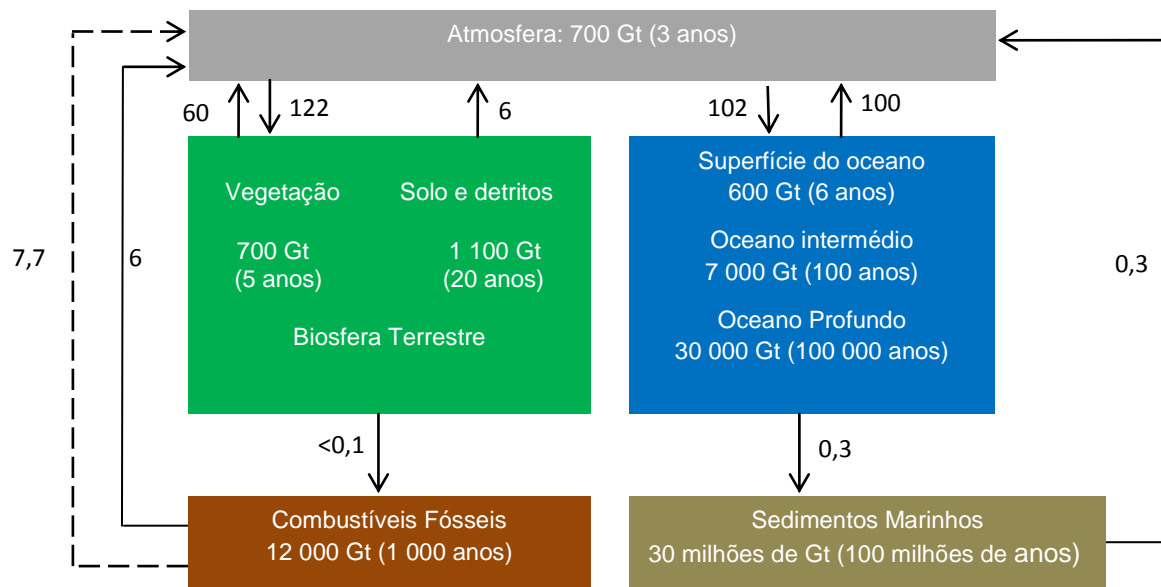 Atmosfera: 700 Gt (3 anos)
60
122
6
102
100
Vegetação
700 Gt
(5 anos)
Solo e detritos
1 100 Gt
(20 anos)
Biosfera Terrestre
Superfície do oceano
600 Gt (6 anos)
Oceano intermédio
7 000 Gt (100 anos)
Oceano Profundo
30 000 Gt (100 000 anos)
7,7
6
0,3
<0,1
0,3
Combustíveis Fósseis
12 000 Gt (1 000 anos)
Sedimentos Marinhos
30 milhões de Gt (100 milhões de anos)